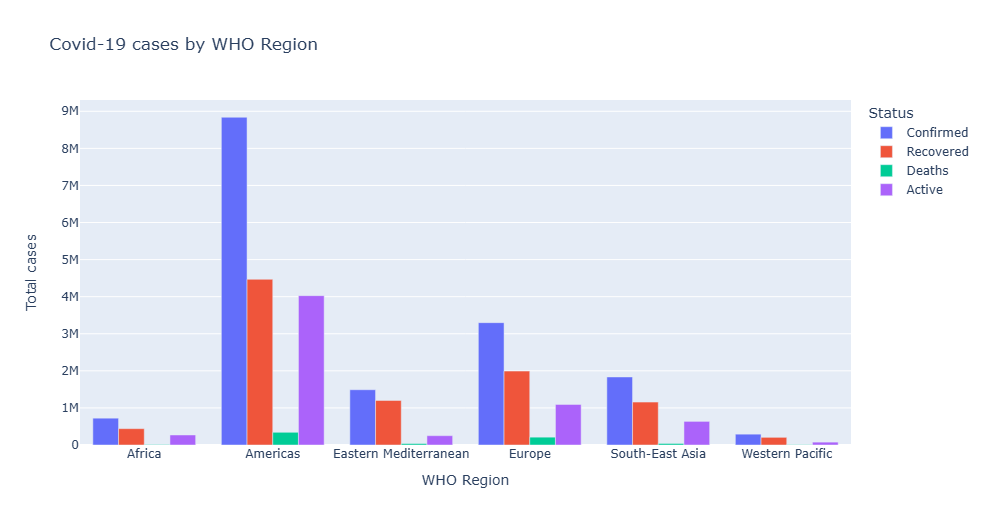 Covid-19 cases by WHO Region
9M
8M
7M
6M
5M
4M
3M
2M
1M
0
Total cases
Africa
Americas
Eastern Mediterranean
Europe
South-East Asia
Western Pacific
WHO Region
Status
Confirmed
Recovered
Deaths
Active